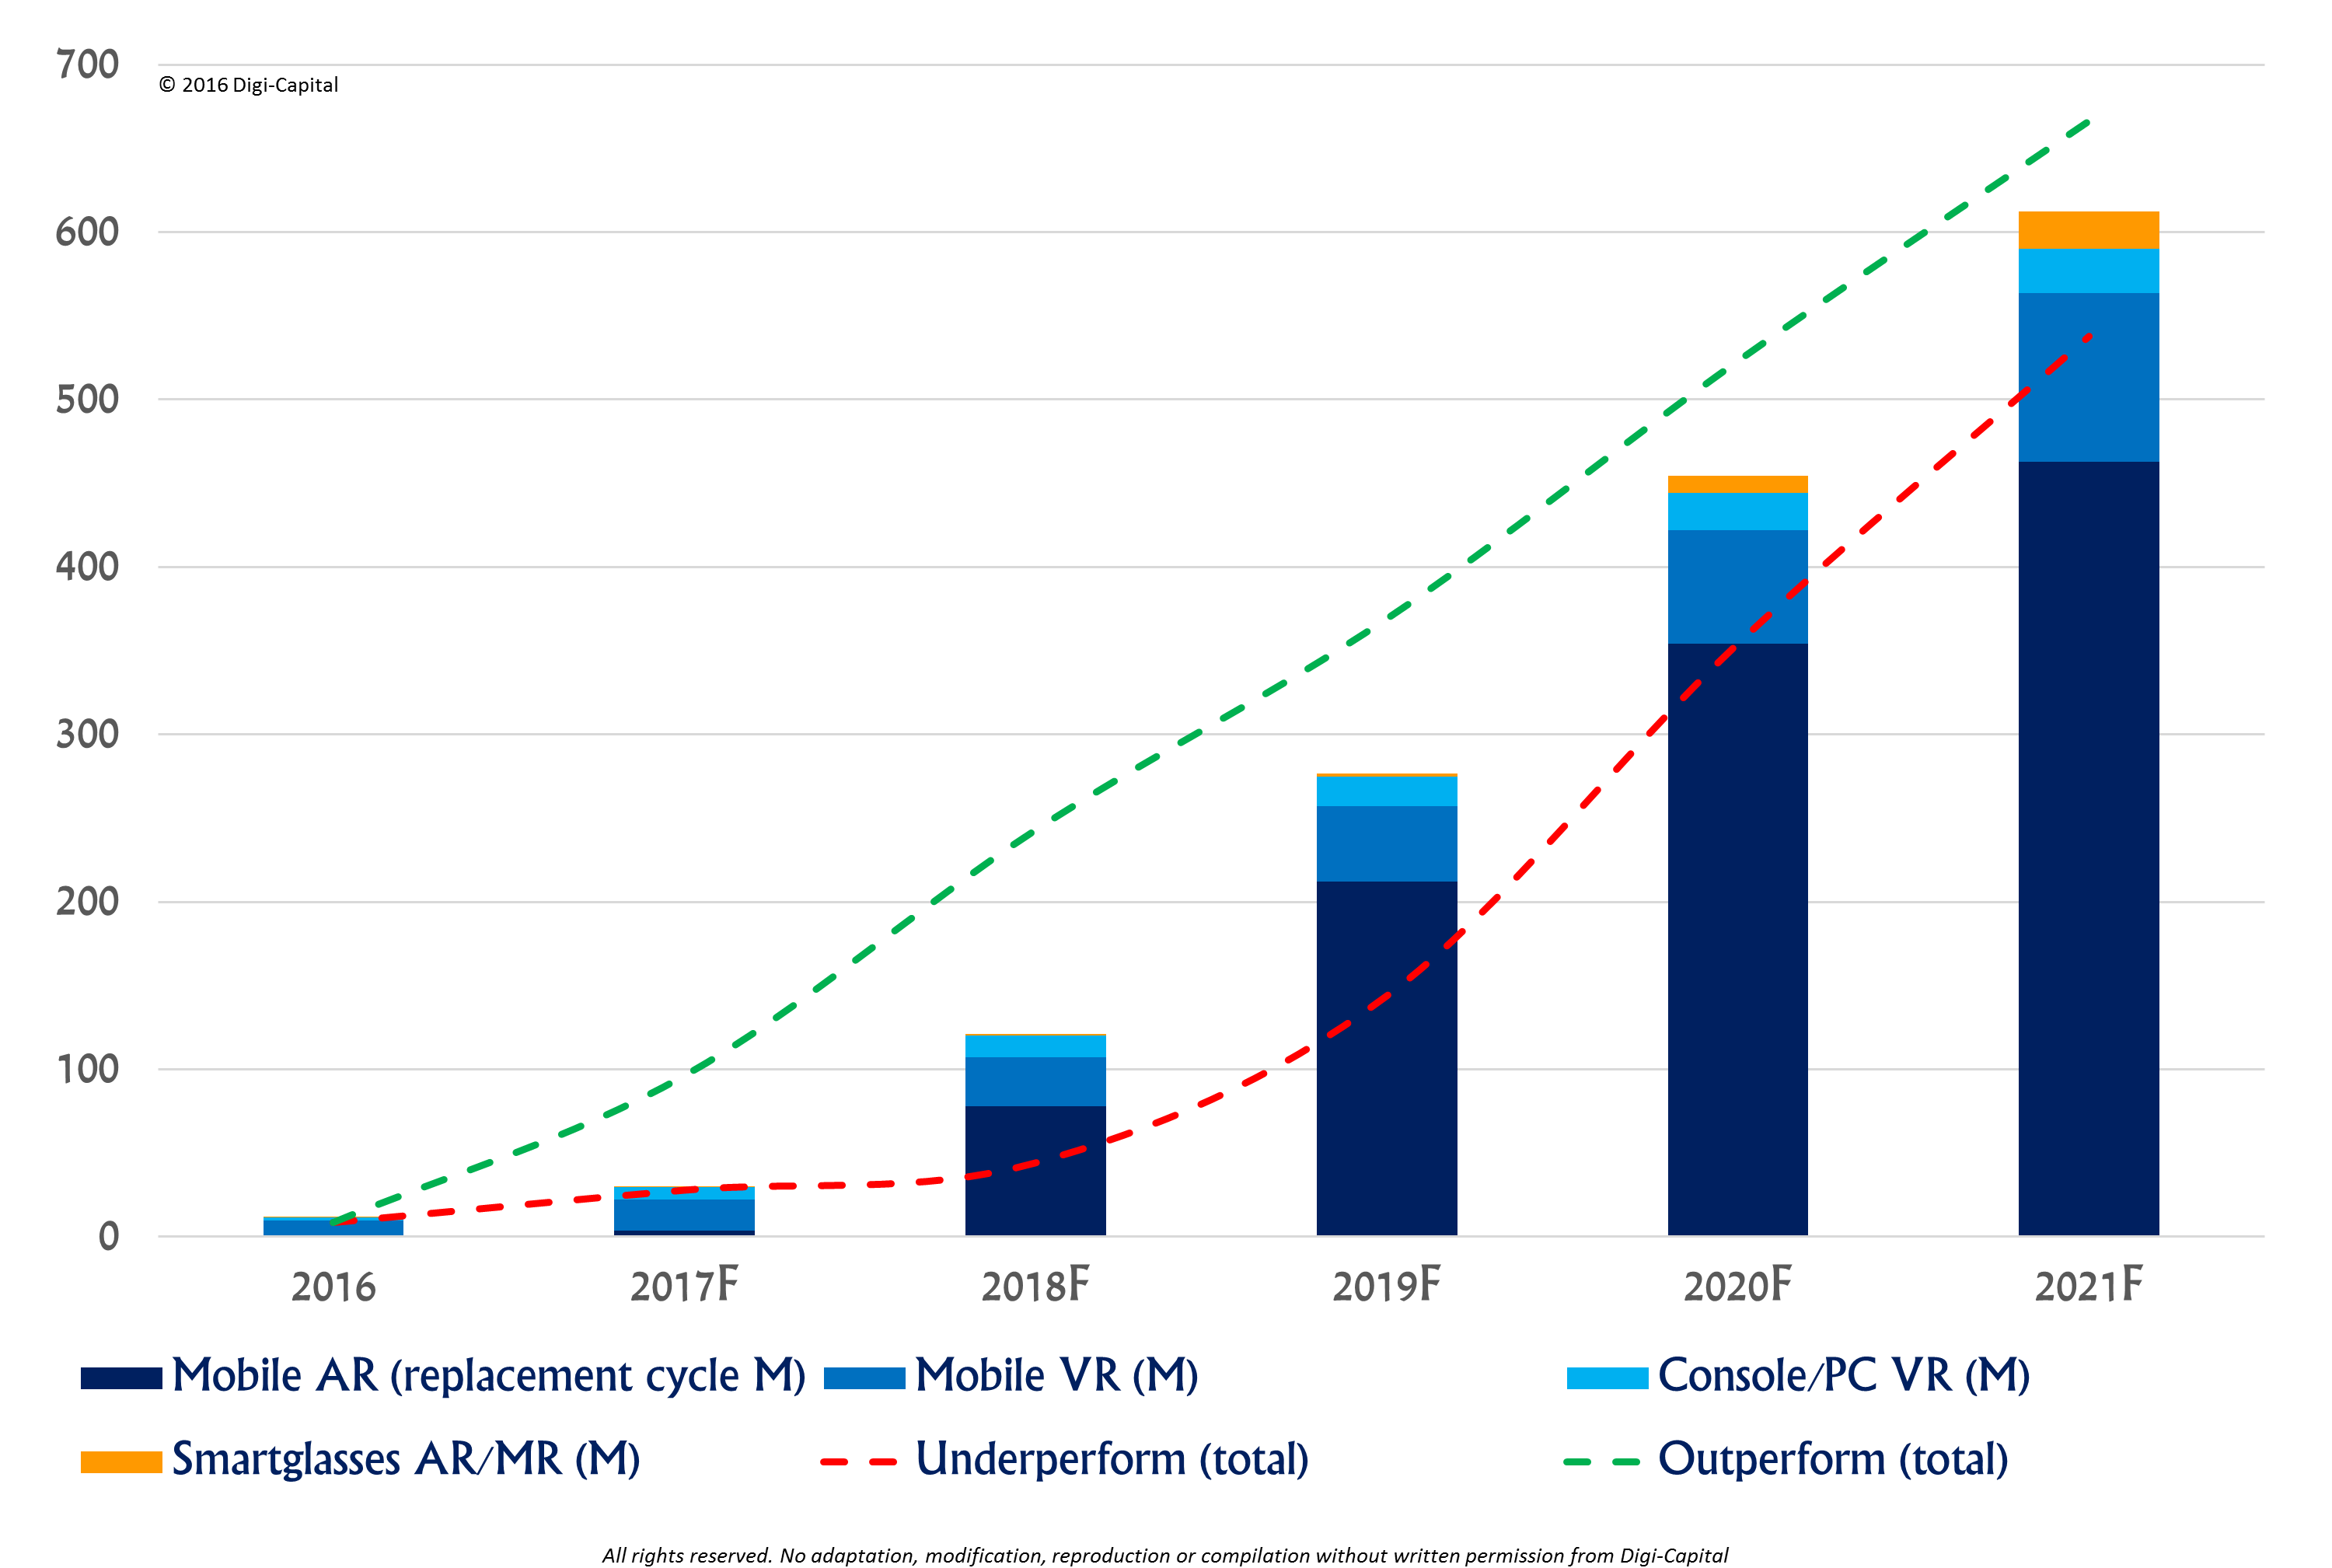 700
© 2016 Digi-Capital
600
500
400
300
200
100
0
2016 2017F 2018F 2019F 2020F 2021F
Mobile AR (replacement cycle M) Mobile VR (M) Console/PC VR (M)
Smartglasses AR/MR (M) Underperform (total) Outperform (total)
All rights reserved. No adaptation, modification, reproduction or compilation without written permission from Digi-Capital